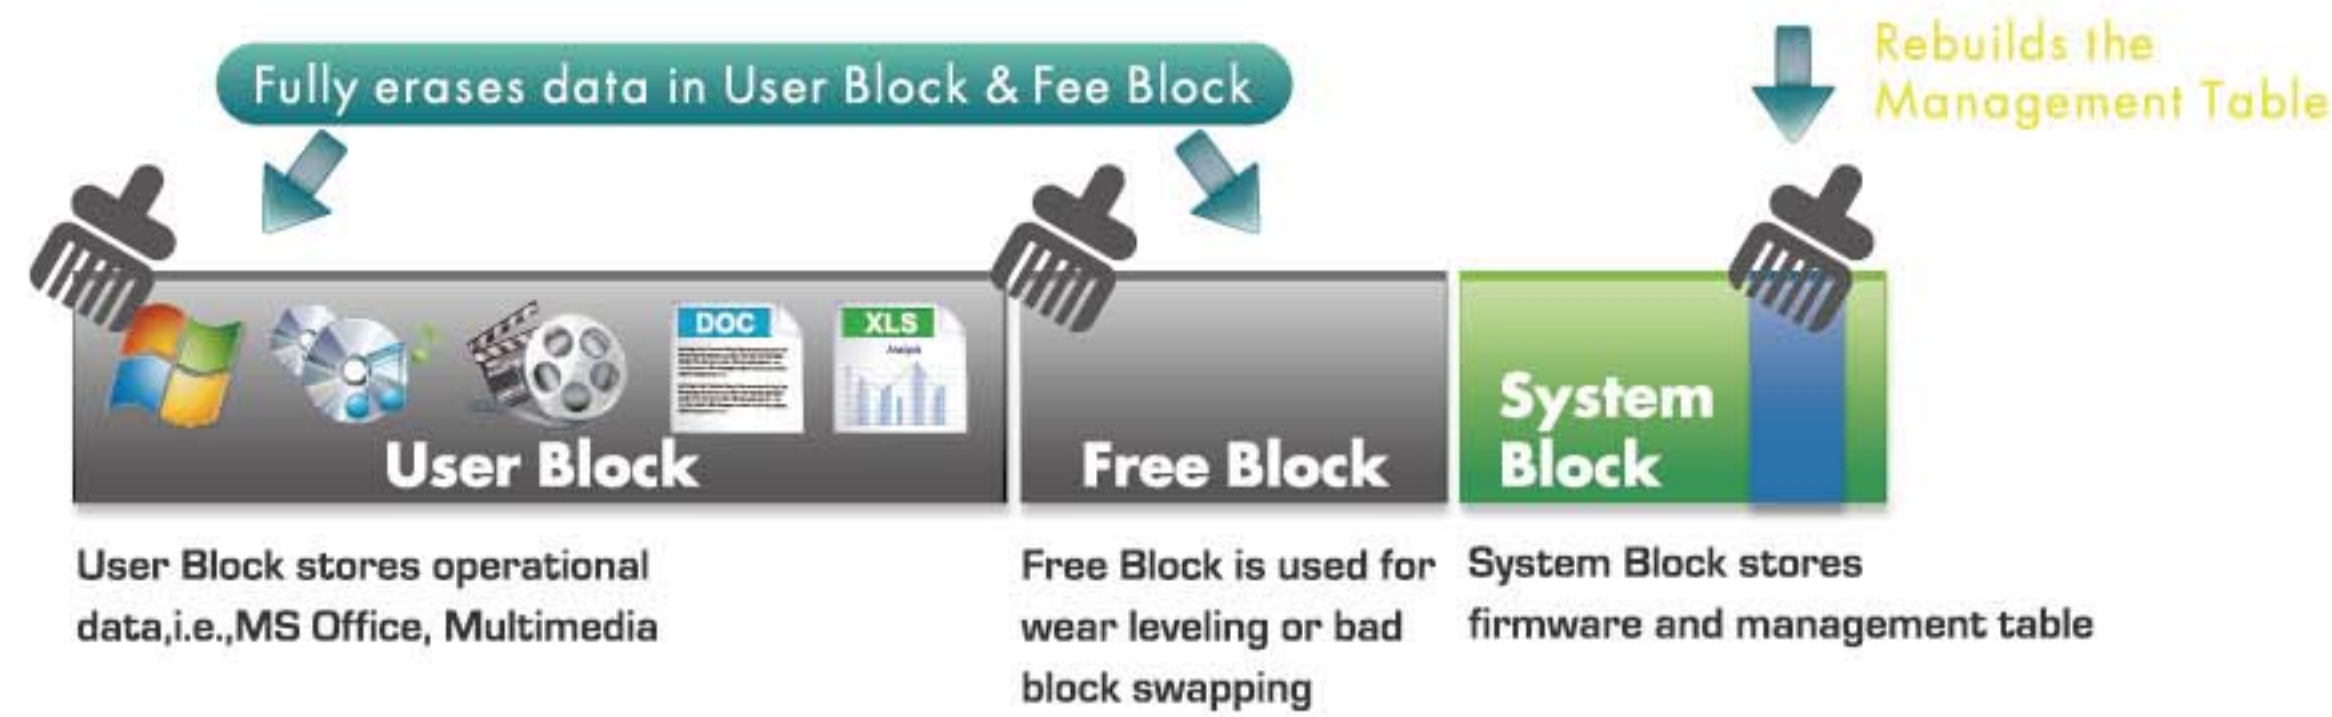 Fully erases data in User Block & Fee Block
Rebuilds the
Management Table
DOC
XLS
Analysis
User Block
Free Block
System
Block
User Block stores operational
data,i.e.,MS Office, Multimedia
Free Block is used for
wear leveling or bad
block swapping
System Block stores
firmware and management table